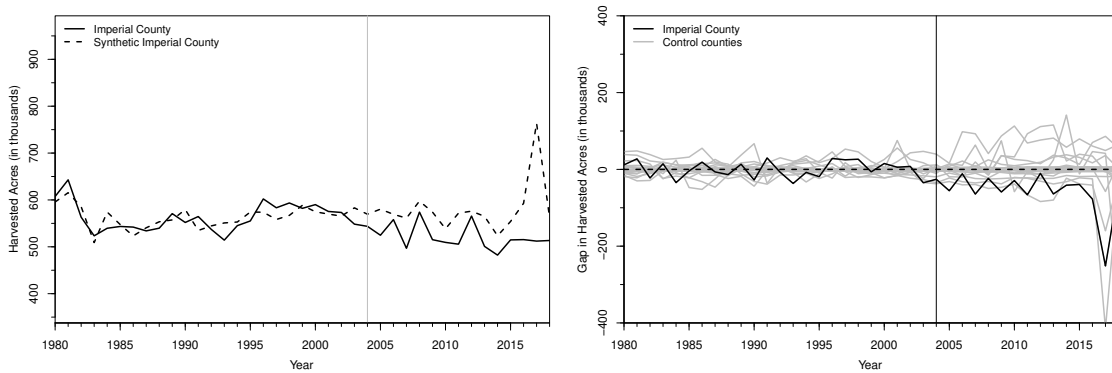 Imperial County
Synthetic Imperial County
Harvested Acres (in thousands)
400 500 600 700 800 900
1980 1985 1990 1995 2000 2005 2010 2015
Year
Imperial County
Control counties
Gap in Harvested Acres (in thousands)
−400 −200 0 200 400
1980 1985 1990 1995 2000 2005 2010 2015
Year